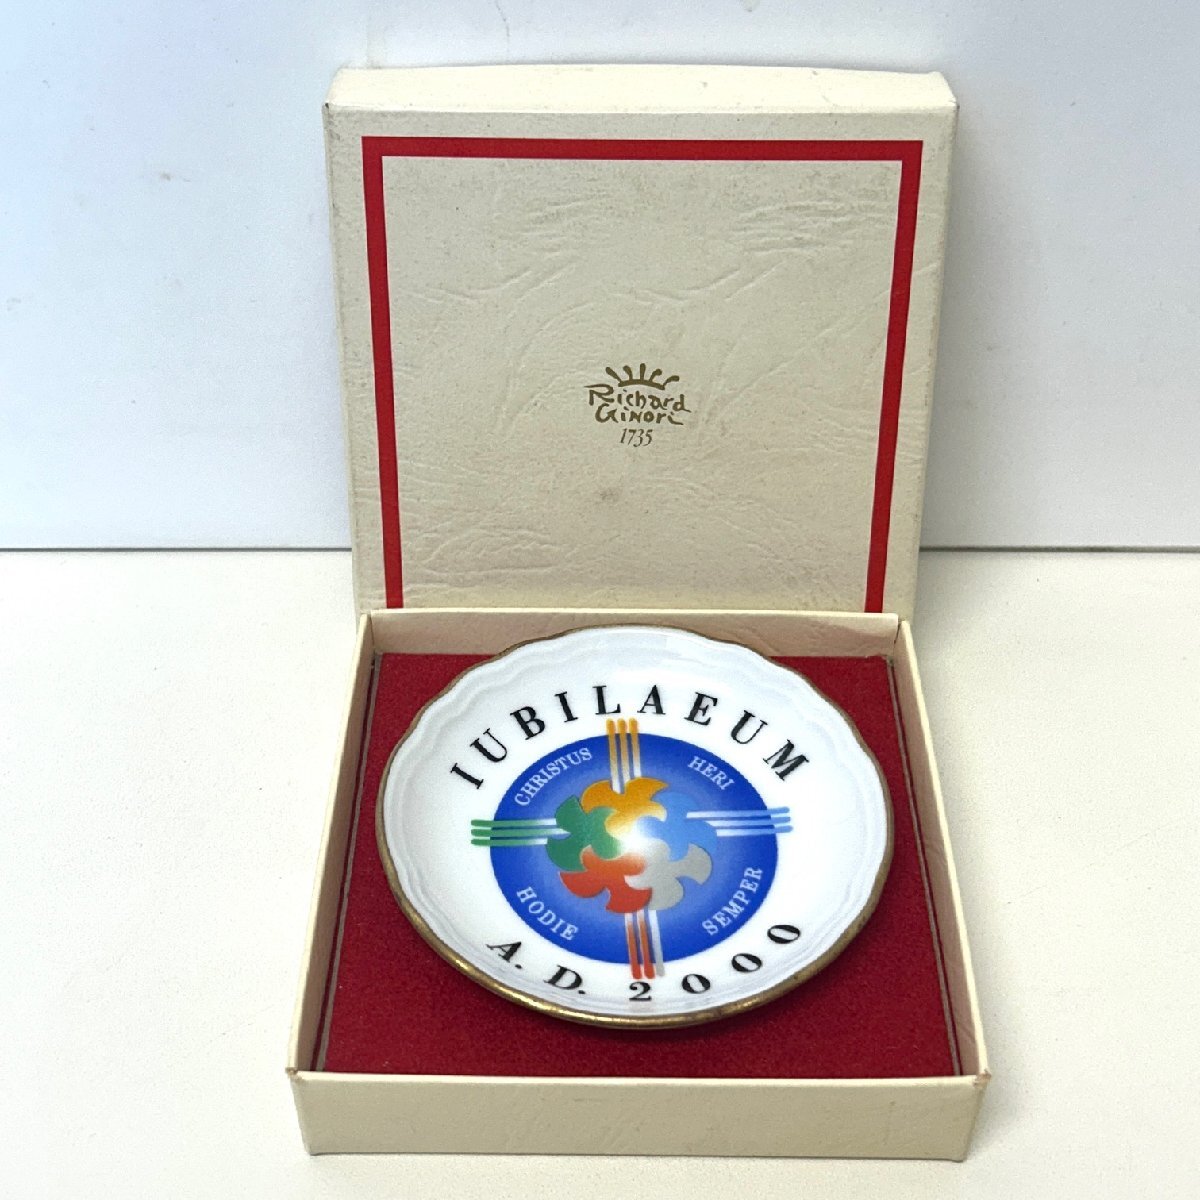 Richard
Ginori
1735
IUBILAEUM
CHRISTUS
HERI
HODIE
SEMPER
A. D. 2000